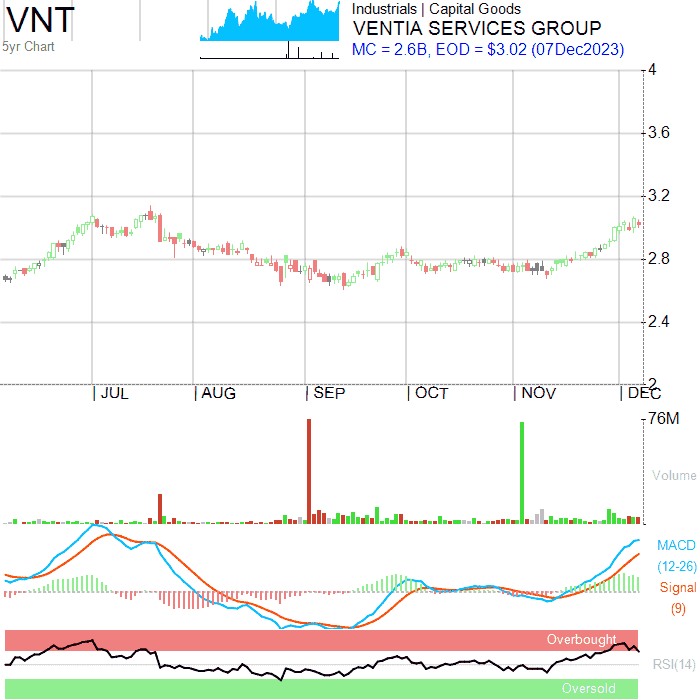 VNT
5yr Chart
Industrials | Capital Goods
VENTIA SERVICES GROUP
MC = 2.6B, EOD = $3.02 (07Dec2023)
4
3.6
3.2
2.8
2.4
2
JUL AUG SEP OCT NOV DEC
76M
Volume
MACD
(12-26)
Signal
(9)
Overbought
RSI(14)
Oversold